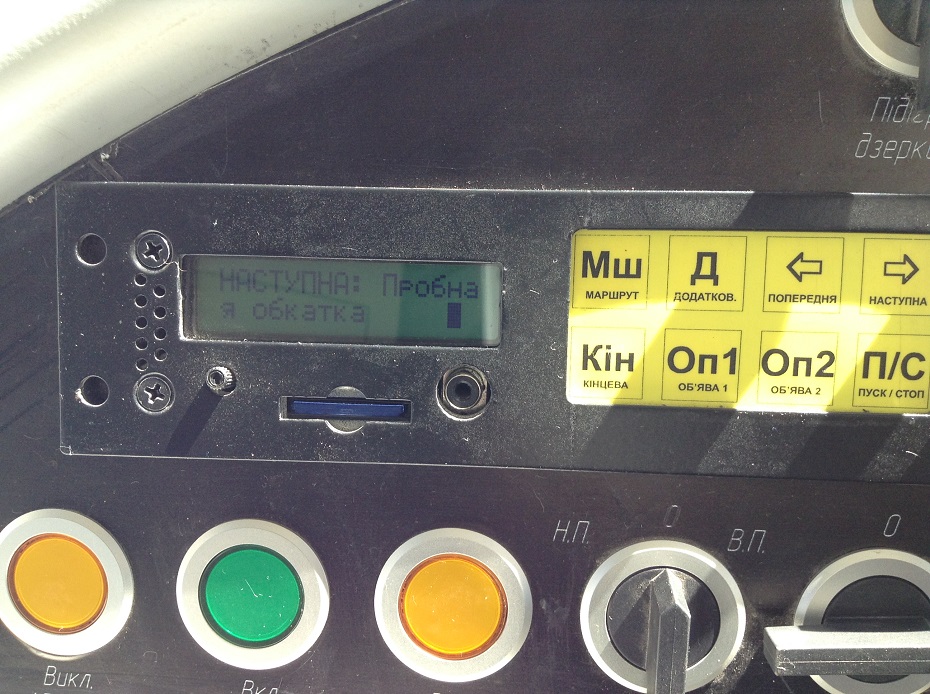 Підігр
дзерк
НАСТУПНА: Пробна
я обкатка
Мш
МАРШРУТ
Д
ДОДАТКОВ.
ПОПЕРЕДНЯ
НАСТУПНА
Кін
КІНЦЕВА
Оп1
ОБ'ЯВА 1
Оп2
ОБ'ЯВА 2
П/С
ПУСК / СТОП
Н.П.
0
В.П.
0
Викл.
Вкл